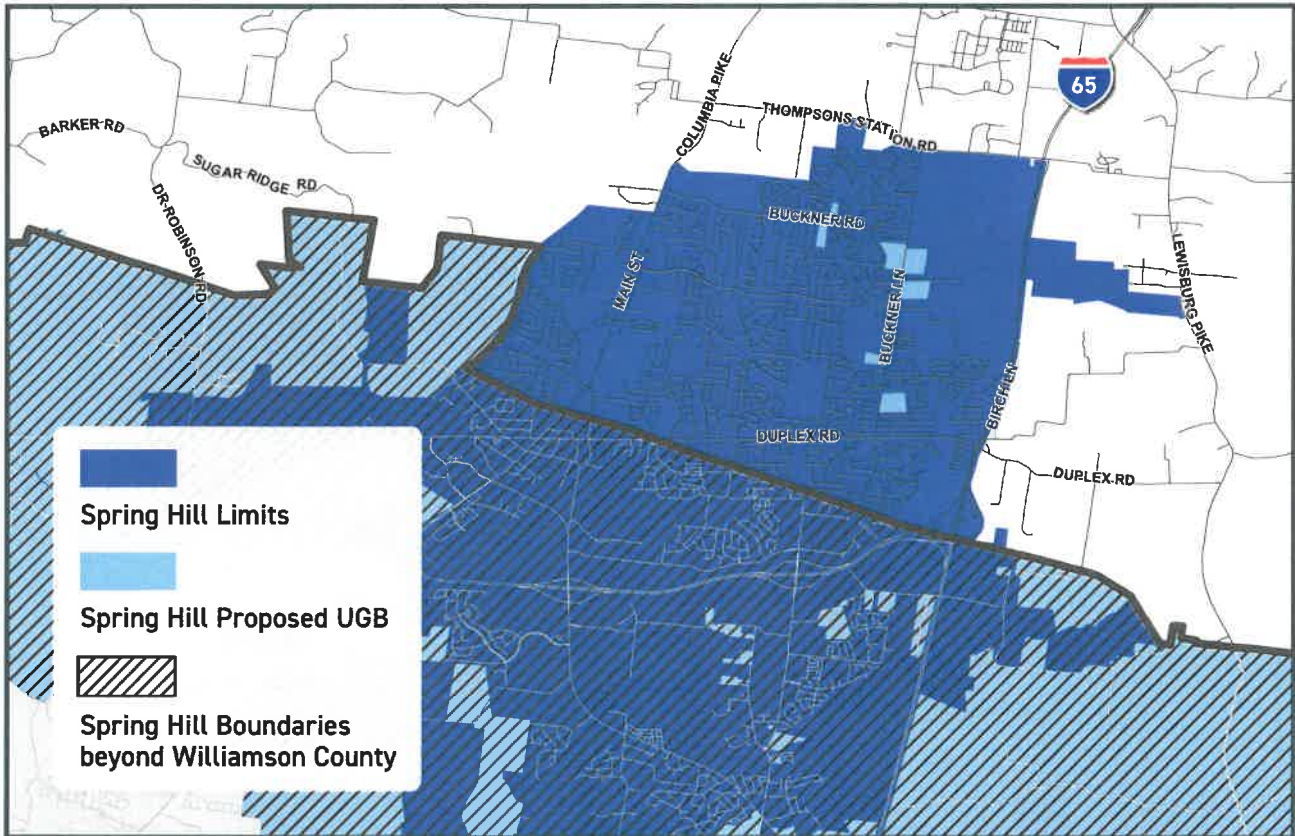 65
COLUMBIA PIKE
THOMPSONS STATION RD
BARKER RD
SUGAR RIDGE RD
DR-ROBINSON RD
BUCKNER RD
MAIN ST
BUCKNER LN
LEWISBURG PIKE
BIRCH LN
DUPLEX RD
DUPLEX RD
Spring Hill Limits
Spring Hill Proposed UGB
Spring Hill Boundaries
beyond Williamson County